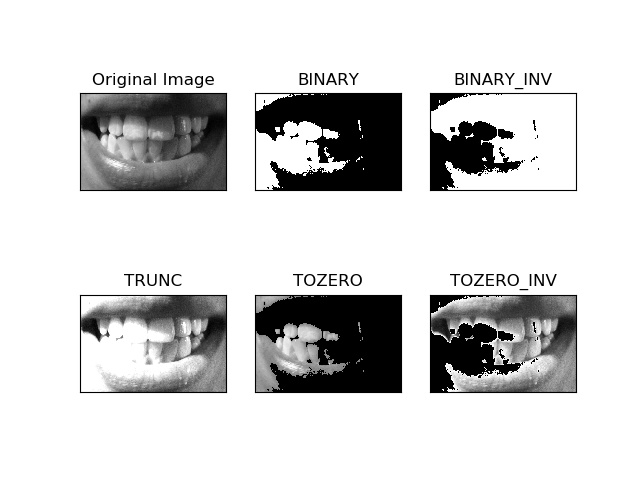 Original Image
BINARY
BINARY_INV
TRUNC
TOZERO
TOZERO_INV